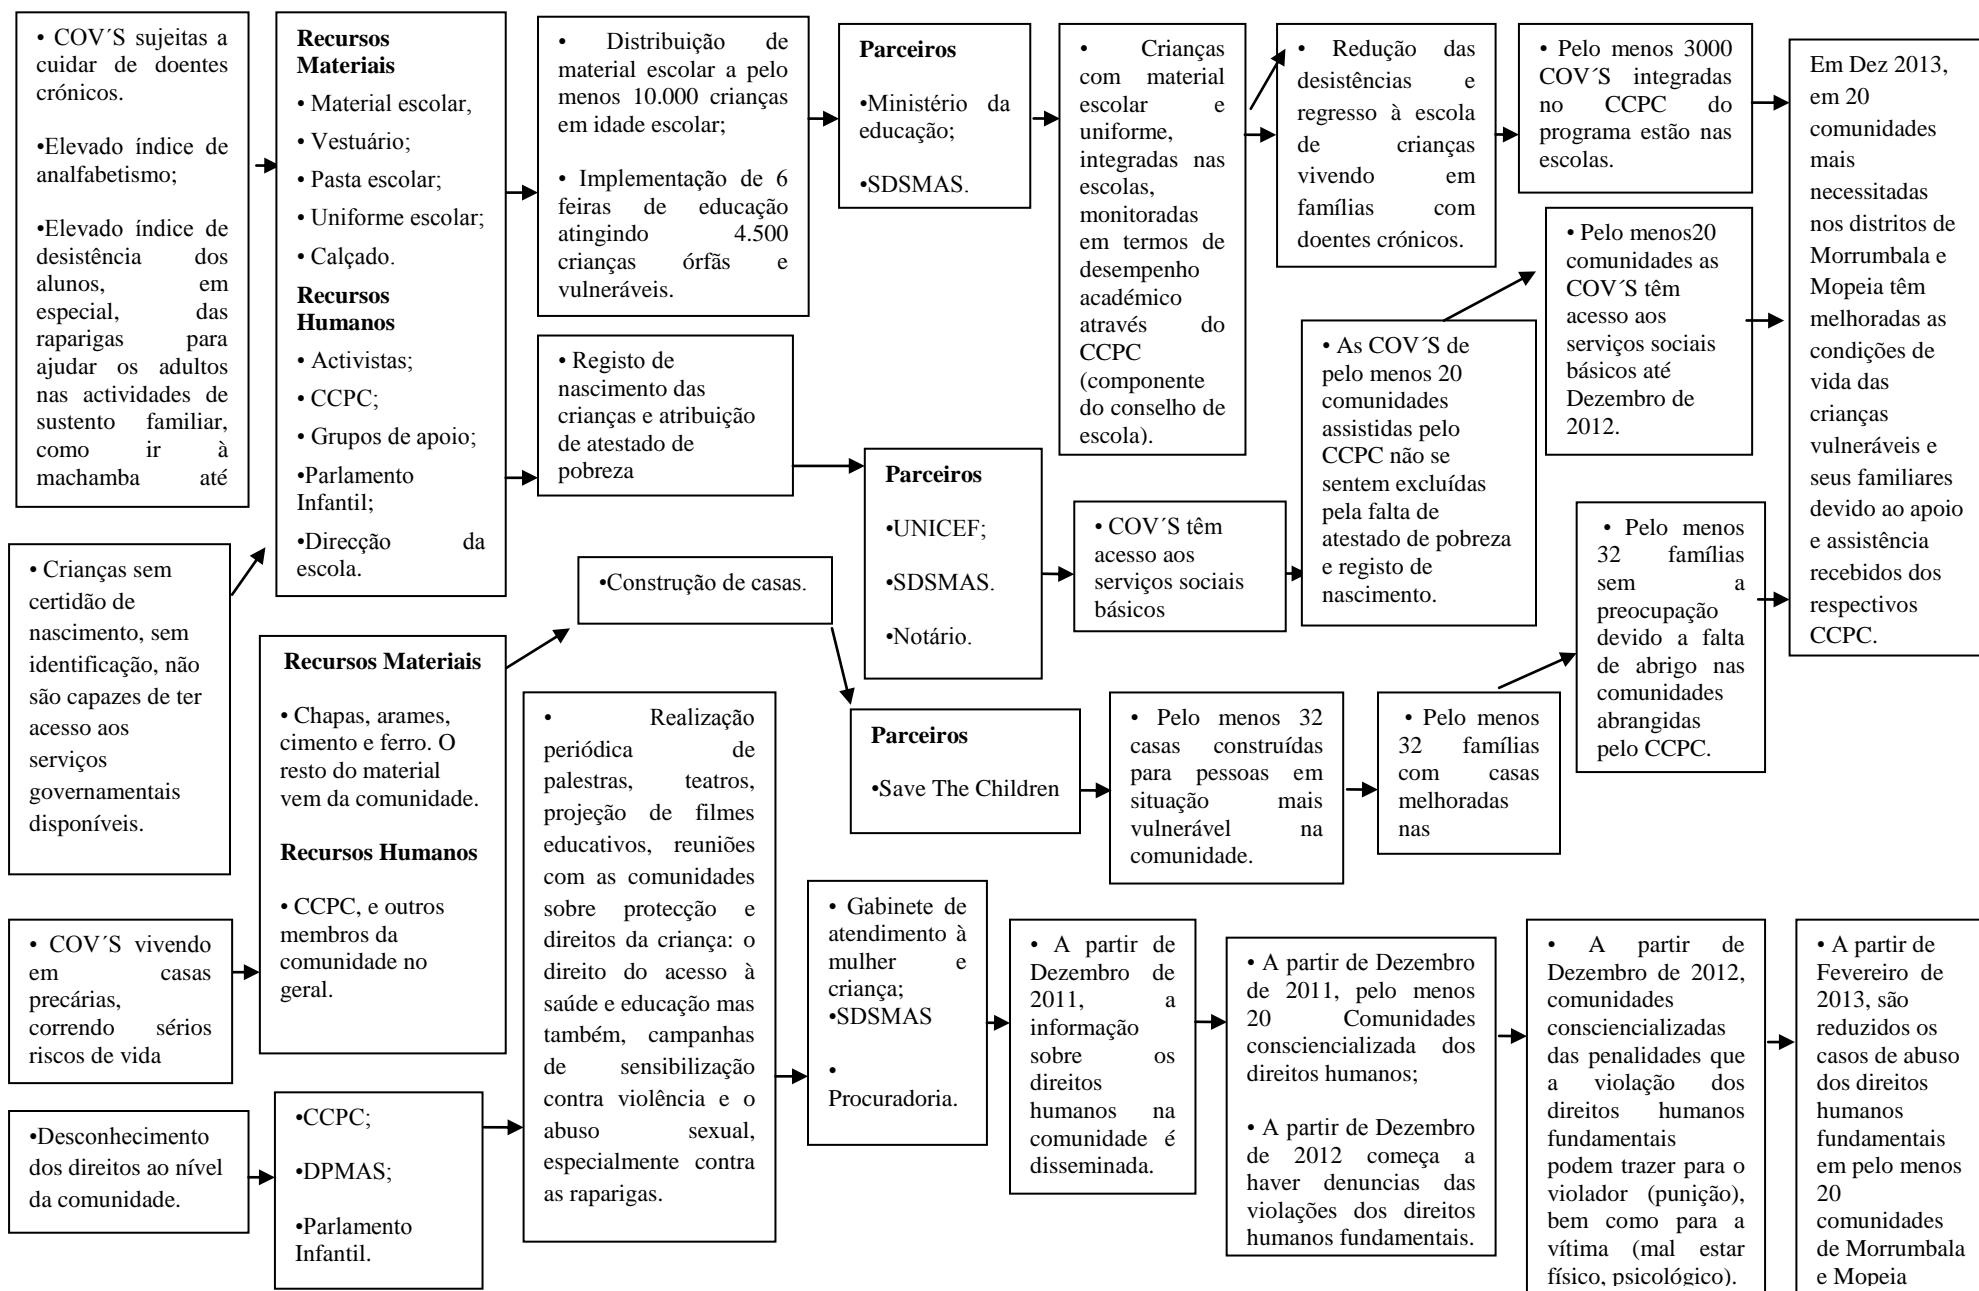 • COV´S sujeitas a
cuidar de doentes
crónicos.
•Elevado índice de
analfabetismo;
•Elevado índice de
desistência dos
alunos, em
especial, das
raparigas para
ajudar os adultos
nas actividades de
sustento familiar,
como ir à
machamba até
• Crianças sem
certidão de
nascimento, sem
identificação, não
são capazes de ter
acesso aos
serviços
governamentais
disponíveis.
• COV´S vivendo
em casas
precárias,
correndo sérios
riscos de vida
•Desconhecimento
dos direitos ao nível
da comunidade.
Recursos
Materiais
• Material escolar,
• Vestuário;
• Pasta escolar;
• Uniforme escolar;
• Calçado.
Recursos
Humanos
• Activistas;
• CCPC;
• Grupos de apoio;
•Parlamento
Infantil;
•Direcção da
escola.
Recursos Materiais
• Chapas, arames,
cimento e ferro. O
resto do material
vem da comunidade.
Recursos Humanos
• CCPC, e outros
membros da
comunidade no
geral.
•CCPC;
•DPMAS;
•Parlamento
Infantil.
• Distribuição de
material escolar a pelo
menos 10.000 crianças
em idade escolar;
• Implementação de 6
feiras de educação
atingindo 4.500
crianças órfãs e
vulneráveis.
• Registo de
nascimento das
crianças e atribuição
de atestado de
pobreza
•Construção de casas.
• Realização
periódica de
palestras, teatros,
projeção de filmes
educativos, reuniões
com as comunidades
sobre protecção e
direitos da criança: o
direito do acesso à
saúde e educação mas
também, campanhas
de sensibilização
contra violência e o
abuso sexual,
especialmente contra
as raparigas.
Parceiros
•Ministério da
educação;
•SDSMAS.
Parceiros
•UNICEF;
•SDSMAS.
•Notário.
Parceiros
•Save The Children
• Gabinete de
atendimento à
mulher e
criança;
•SDSMAS
•
Procuradoria.
• Crianças
com material
escolar e
uniforme,
integradas nas
escolas,
monitoradas
em termos de
desempenho
académico
através do
CCPC
(componente
do conselho de
escola).
• COV´S têm
acesso aos
serviços sociais
básicos
• Pelo menos 32
casas construídas
para pessoas em
situação mais
vulnerável na
comunidade.
• A partir de
Dezembro de
2011, a
informação
sobre os
direitos
humanos na
comunidade é
disseminada.
• Redução das
desistências e
regresso à escola
de crianças
vivendo em
famílias com
doentes crónicos.
• As COV´S de
pelo menos 20
comunidades
assistidas pelo
CCPC não se
sentem excluídas
pela falta de
atestado de pobreza
e registo de
nascimento.
• Pelo menos
32 famílias
com casas
melhoradas
nas
• A partir de Dezembro
de 2011, pelo menos
20 Comunidades
consciencializada dos
direitos humanos;
• A partir de Dezembro
de 2012 começa a
haver denuncias das
violações dos direitos
humanos fundamentais.
• Pelo menos 3000
COV´S integradas
no CCPC do
programa estão nas
escolas.
• Pelo menos20
comunidades as
COV´S têm
acesso aos
serviços sociais
básicos até
Dezembro de
2012.
• Pelo menos
32 famílias
sem a
preocupação
devido a falta
de abrigo nas
comunidades
abrangidas
pelo CCPC.
• A partir de
Dezembro de 2012,
comunidades
consciencializadas
das penalidades que
a violação dos
direitos humanos
fundamentais
podem trazer para o
violador (punição),
bem como para a
vítima (mal estar
físico, psicológico).
Em Dez 2013,
em 20
comunidades
mais
necessitadas
nos distritos de
Morrumbala e
Mopeia têm
melhoradas as
condições de
vida das
crianças
vulneráveis e
seus familiares
devido ao apoio
e assistência
recebidos dos
respectivos
CCPC.
• A partir de
Fevereiro de
2013, são
reduzidos os
casos de abuso
dos direitos
humanos
fundamentais
em pelo menos
20
comunidades
de Morrumbala
e Mopeia